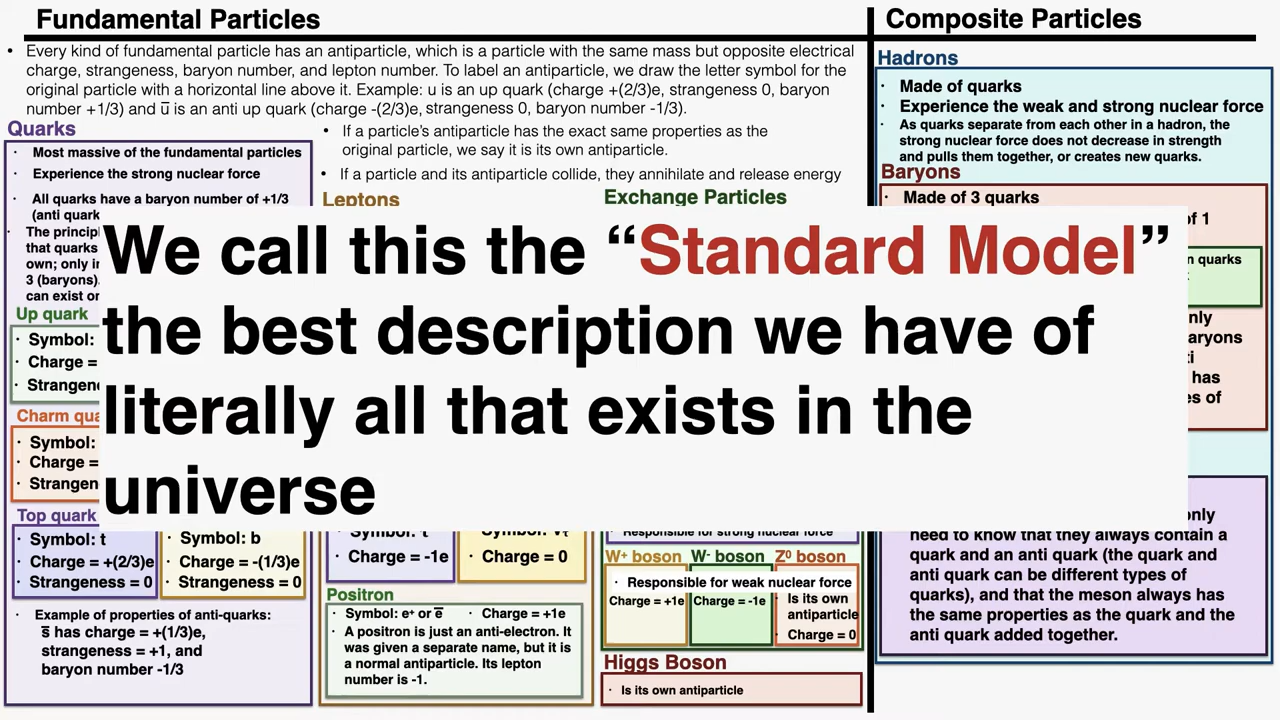 Fundamental Particles
Composite Particles
• Every kind of fundamental particle has an antiparticle, which is a particle with the same mass but opposite electrical
charge, strangeness, baryon number, and lepton number. To label an antiparticle, we draw the letter symbol for the
original particle with a horizontal line above it. Example: u is an up quark (charge +(2/3)e, strangeness 0, baryon
number +1/3) and u̅ is an anti up quark (charge -(2/3)e, strangeness 0, baryon number -1/3).
• If a particle's antiparticle has the exact same properties as the
original particle, we say it is its own antiparticle.
• If a particle and its antiparticle collide, they annihilate and release energy
Quarks
· Most massive of the fundamental particles
· Experience the strong nuclear force
· All quarks have a baryon number of +1/3
(anti quark
· The princip
that quarks
own; only i
3 (baryons)
can exist o
Up quark
· Symbol:
· Charge =
· Strangen
Charm qua
· Symbol:
· Charge =
· Strangen
Top quark
· Symbol: t
· Charge = +(2/3)e
· Strangeness = 0
· Symbol: b
· Charge = -(1/3)e
· Strangeness = 0
· Example of properties of anti-quarks:
s̅ has charge = +(1/3)e,
strangeness = +1, and
baryon number -1/3
Leptons
· Charge = -1e
· Charge = 0
Positron
· Symbol: e⁺ or e̅
· Charge = +1e
· A positron is just an anti-electron. It
was given a separate name, but it is
a normal antiparticle. Its lepton
number is -1.
Exchange Particles
Responsible for strong nuclear force
W⁺ boson
W⁻ boson
Z⁰ boson
· Responsible for weak nuclear force
Charge = +1e
Charge = -1e
· Is its own
antiparticle
· Charge = 0
Higgs Boson
· Is its own antiparticle
Hadrons
· Made of quarks
· Experience the weak and strong nuclear force
· As quarks separate from each other in a hadron, the
strong nuclear force does not decrease in strength
and pulls them together, or creates new quarks.
Baryons
· Made of 3 quarks
of 1
n quarks
nly
aryons
ti
has
es of
only
need to know that they always contain a
quark and an anti quark (the quark and
anti quark can be different types of
quarks), and that the meson always has
the same properties as the quark and the
anti quark added together.
We call this the “Standard Model”
the best description we have of
literally all that exists in the
universe